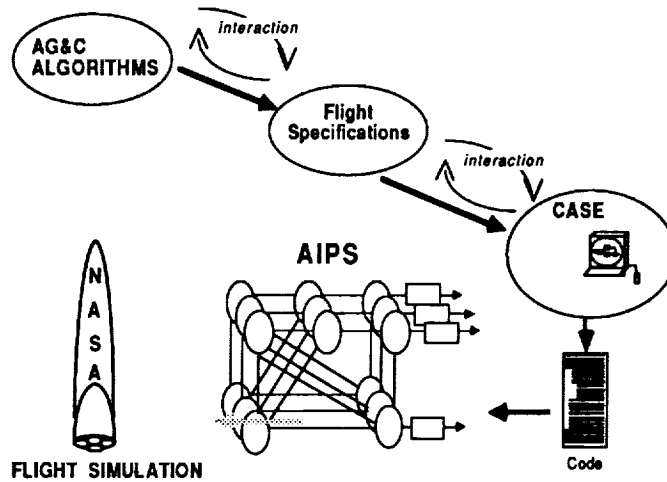 interaction
AG&C
ALGORITHMS
Flight
Specifications
interaction
CASE
AIPS
N
A
S
A
Code
FLIGHT SIMULATION